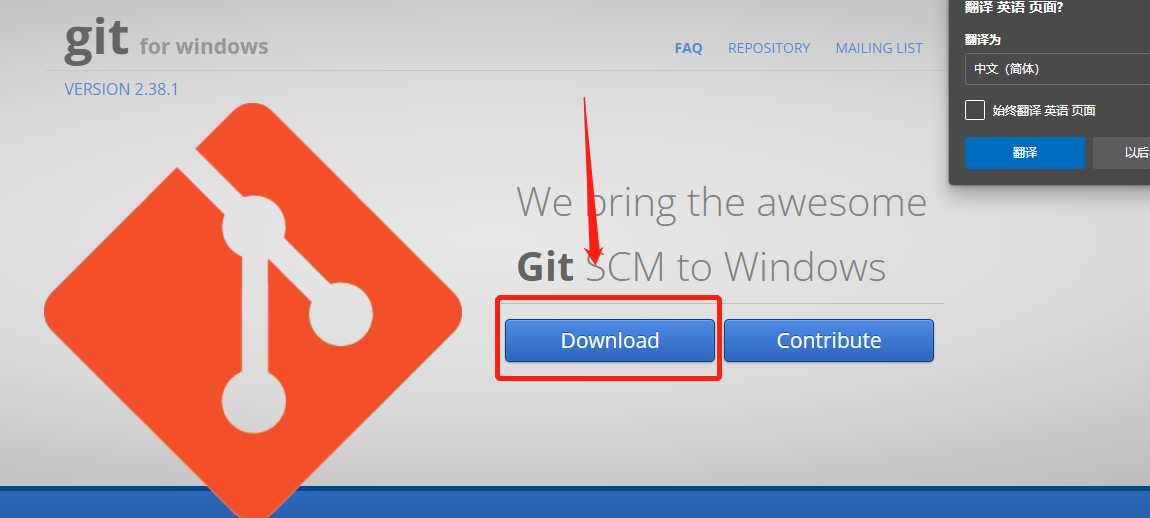 git for windows
FAQ REPOSITORY MAILING LIST
VERSION 2.38.1
We bring the awesome
Git SCM to Windows
Download Contribute
翻译 英语 页面?
翻译为
中文（简体）
始终翻译 英语 页面
翻译 以后